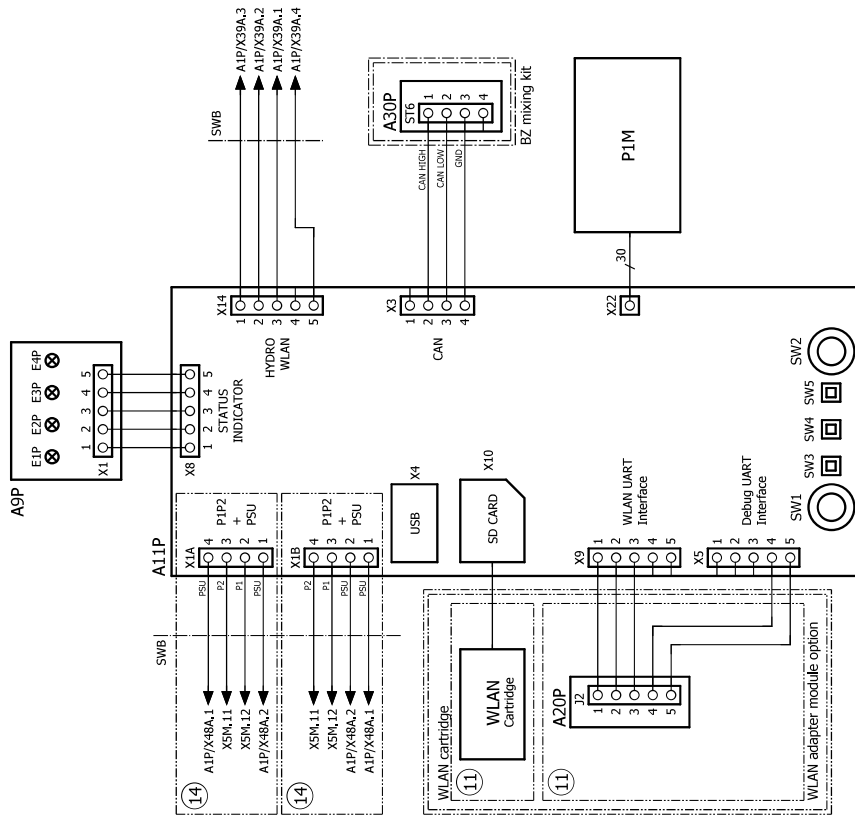 A9P
E1P E2P E3P E4P
X1
1 2 3 4 5
X8
1 2 3 4 5
STATUS
INDICATOR
A11P
SWB
14
X1A
4 3 2 1
P1P2
+
PSU
PSU
P2
P1
PSU
A1P/X48A.1
X5M.11
X5M.12
A1P/X48A.2
14
X1B
4 3 2 1
P1P2
+
PSU
P2
P1
PSU
PSU
X5M.11
X5M.12
A1P/X48A.2
A1P/X48A.1
X14
1 2 3 4 5
HYDRO
WLAN
SWB
A1P/X39A.3
A1P/X39A.2
A1P/X39A.1
A1P/X39A.4
X3
1 2 3 4
CAN
CAN HIGH
CAN LOW
GND
A30P
ST6
1 2 3 4
BZ mixing kit
X4
USB
X10
SD CARD
X22
30
P1M
WLAN cartridge
11
WLAN
Cartridge
X9
1 2 3 4 5
WLAN UART
Interface
X5
1 2 3 4 5
Debug UART
Interface
11
A20P
J2
1 2 3 4 5
WLAN adapter module option
SW1
SW3
SW4
SW5
SW2